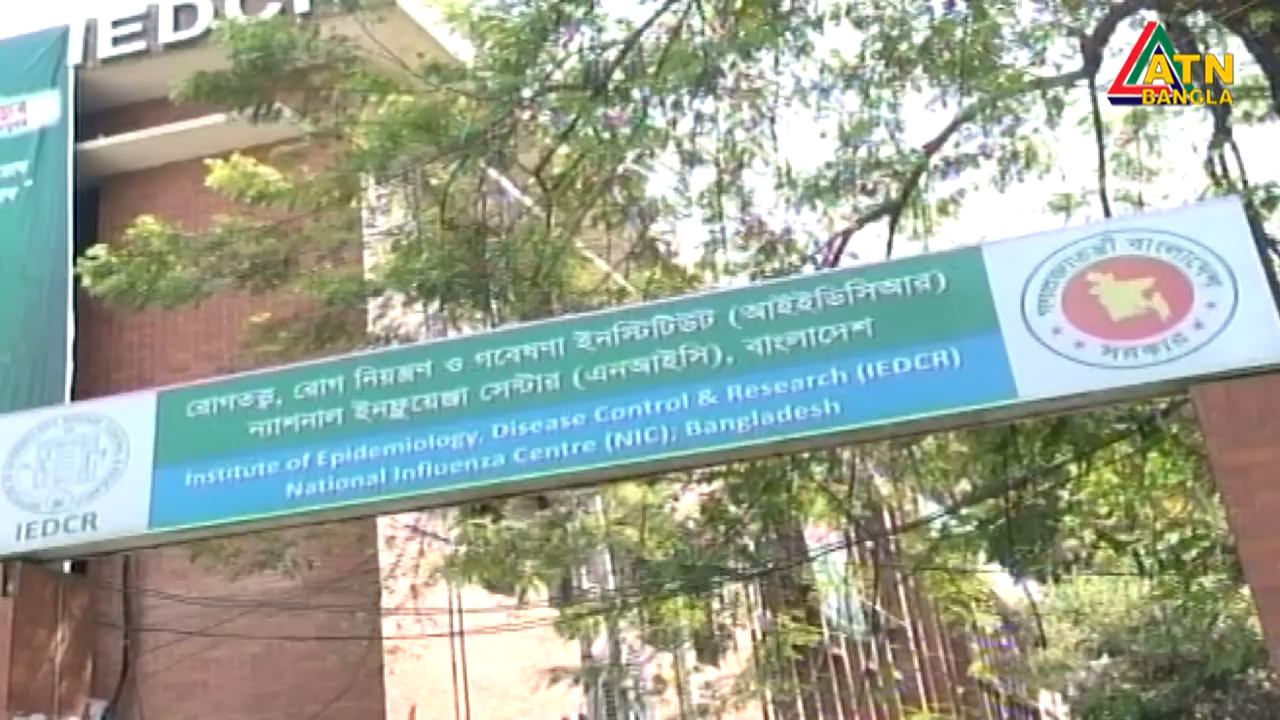 IEDCR
ATN
BANGLA
রোগতত্ত্ব, রোগ নিয়ন্ত্রণ ও গবেষণা ইনস্টিটিউট (আইইডিসিআর)
ন্যাশনাল ইনফ্লুয়েঞ্জা সেন্টার (এনআইসি), বাংলাদেশ
Institute of Epidemiology, Disease Control & Research (IEDCR)
National Influenza Centre (NIC), Bangladesh
IEDCR
গণপ্রজাতন্ত্রী বাংলাদেশ
সরকার